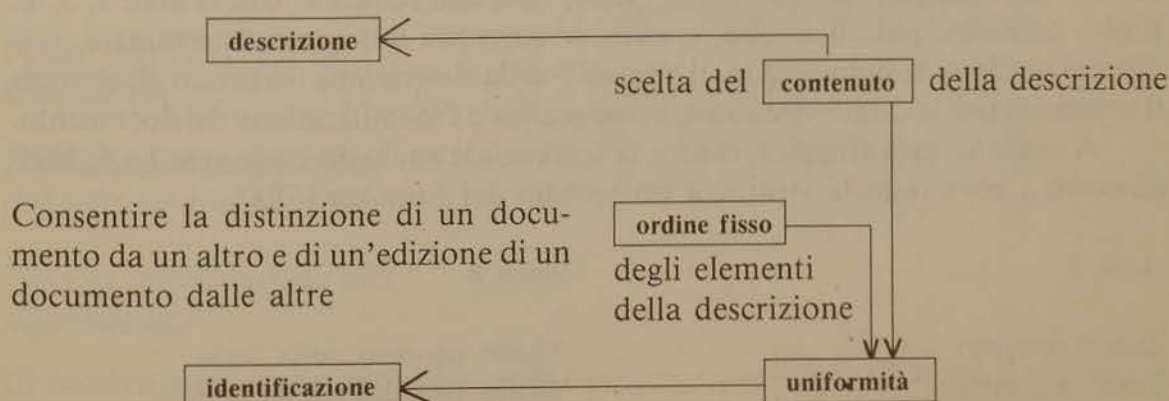 descrizione
scelta del contenuto della descrizione
Consentire la distinzione di un docu-
mento da un altro e di un'edizione di un
documento dalle altre
ordine fisso
degli elementi
della descrizione
identificazione
uniformità